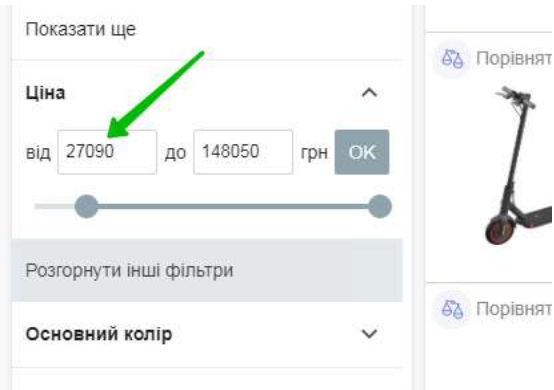 Показати ще
Ціна
від 27090 до 148050 грн OK
Розгорнути інші фільтри
Основний колір
Порівнят
Порівнят